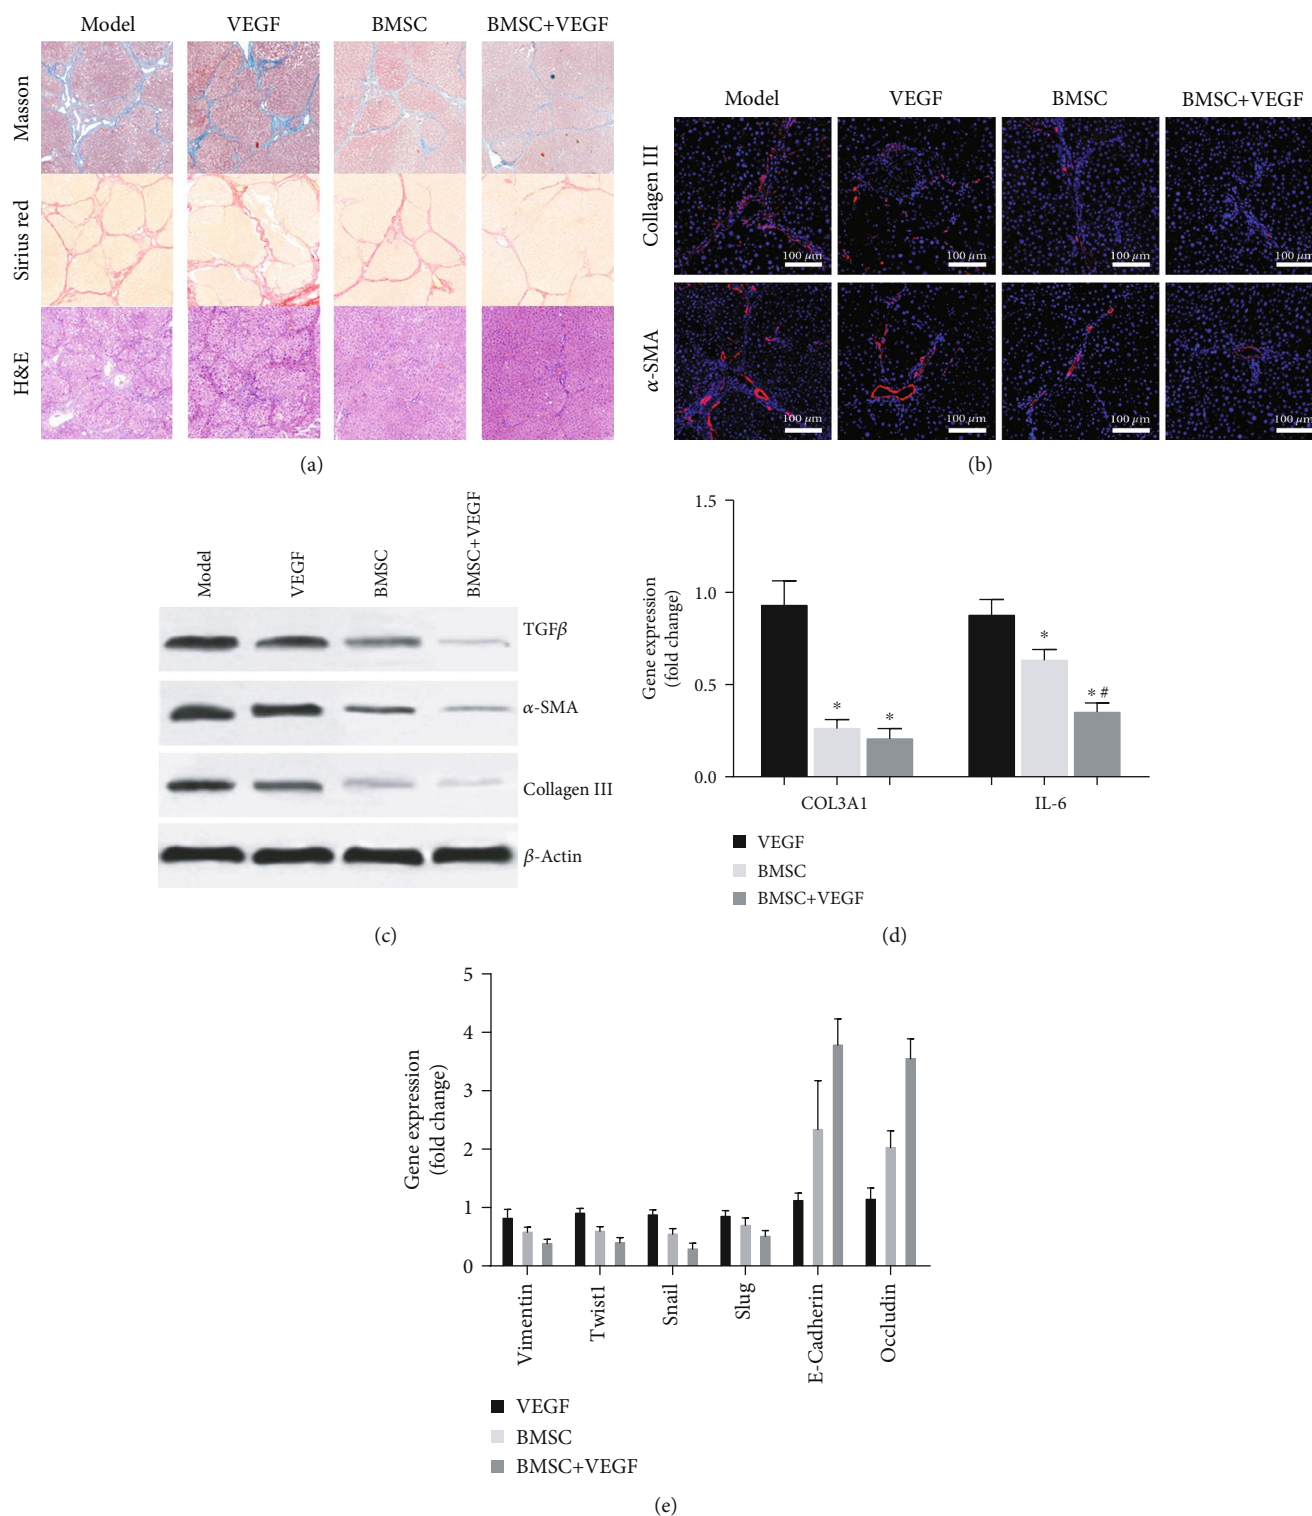 Model VEGF BMSC BMSC+VEGF
Masson
Sirius red
H&E
(a)
Model VEGF BMSC BMSC+VEGF
Collagen III
100 μm 100 μm 100 μm 100 μm
α-SMA
100 μm 100 μm 100 μm 100 μm
(b)
Model VEGF BMSC BMSC+VEGF
TGFβ
α-SMA
Collagen III
β-Actin
(c)
Gene expression
(fold change)
1.5
1.0
0.5
0.0
* * * * #
COL3A1 IL-6
VEGF
BMSC
BMSC+VEGF
(d)
Gene expression
(fold change)
5
4
3
2
1
0
Vimentin Twist1 Snail Slug E-Cadherin Occludin
VEGF
BMSC
BMSC+VEGF
(e)